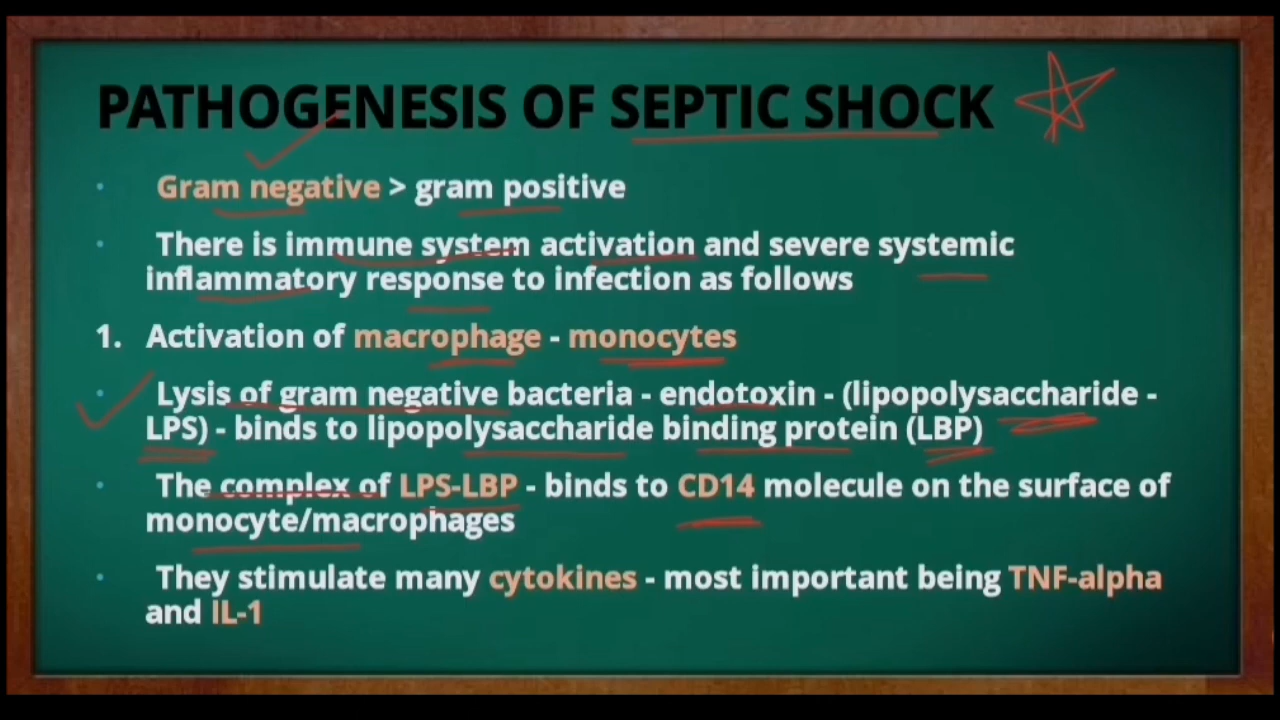 PATHOGENESIS OF SEPTIC SHOCK
• Gram negative > gram positive
• There is immune system activation and severe systemic
inflammatory response to infection as follows
1. Activation of macrophage - monocytes
• Lysis of gram negative bacteria - endotoxin - (lipopolysaccharide -
LPS) - binds to lipopolysaccharide binding protein (LBP)
• The complex of LPS-LBP - binds to CD14 molecule on the surface of
monocyte/macrophages
• They stimulate many cytokines - most important being TNF-alpha
and IL-1